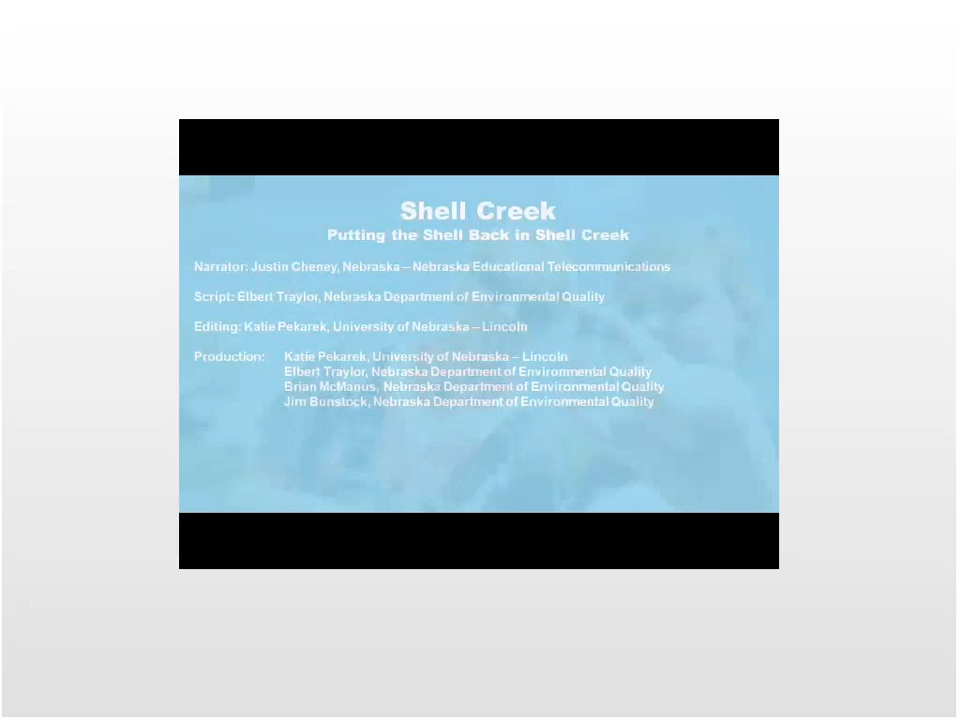 Shell Creek
Putting the Shell Back in Shell Creek
Narrator: Justin Cheney, Nebraska – Nebraska Educational Telecommunications
Script: Elbert Traylor, Nebraska Department of Environmental Quality
Editing: Katie Pekarek, University of Nebraska – Lincoln
Production: Katie Pekarek, University of Nebraska – Lincoln
Elbert Traylor, Nebraska Department of Environmental Quality
Brian McManus, Nebraska Department of Environmental Quality
Jim Bunstock, Nebraska Department of Environmental Quality